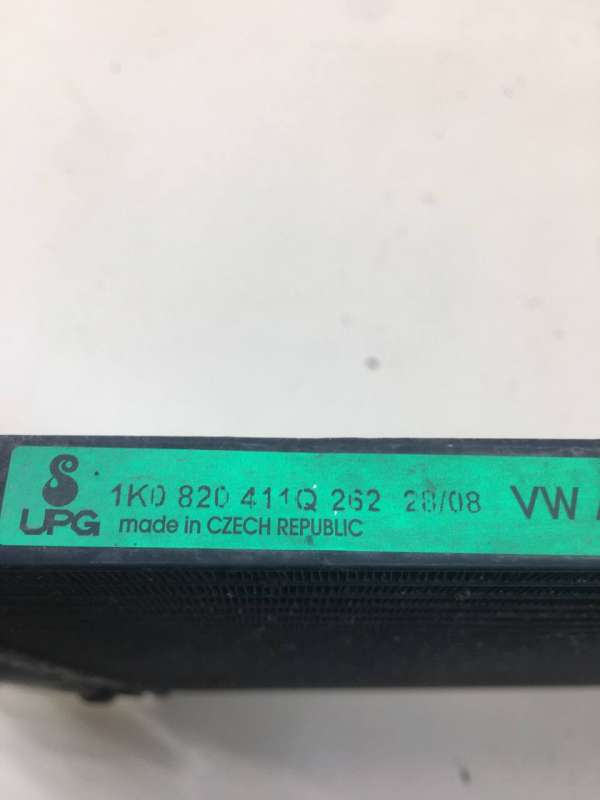 1K0 820 411Q 262 28/08 VW
UPG made in CZECH REPUBLIC